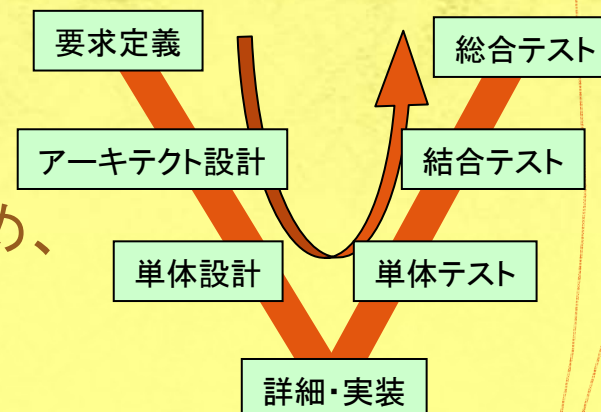 要求定義
総合テスト
アーキテクト設計
結合テスト
め、
単体設計
単体テスト
詳細・実装